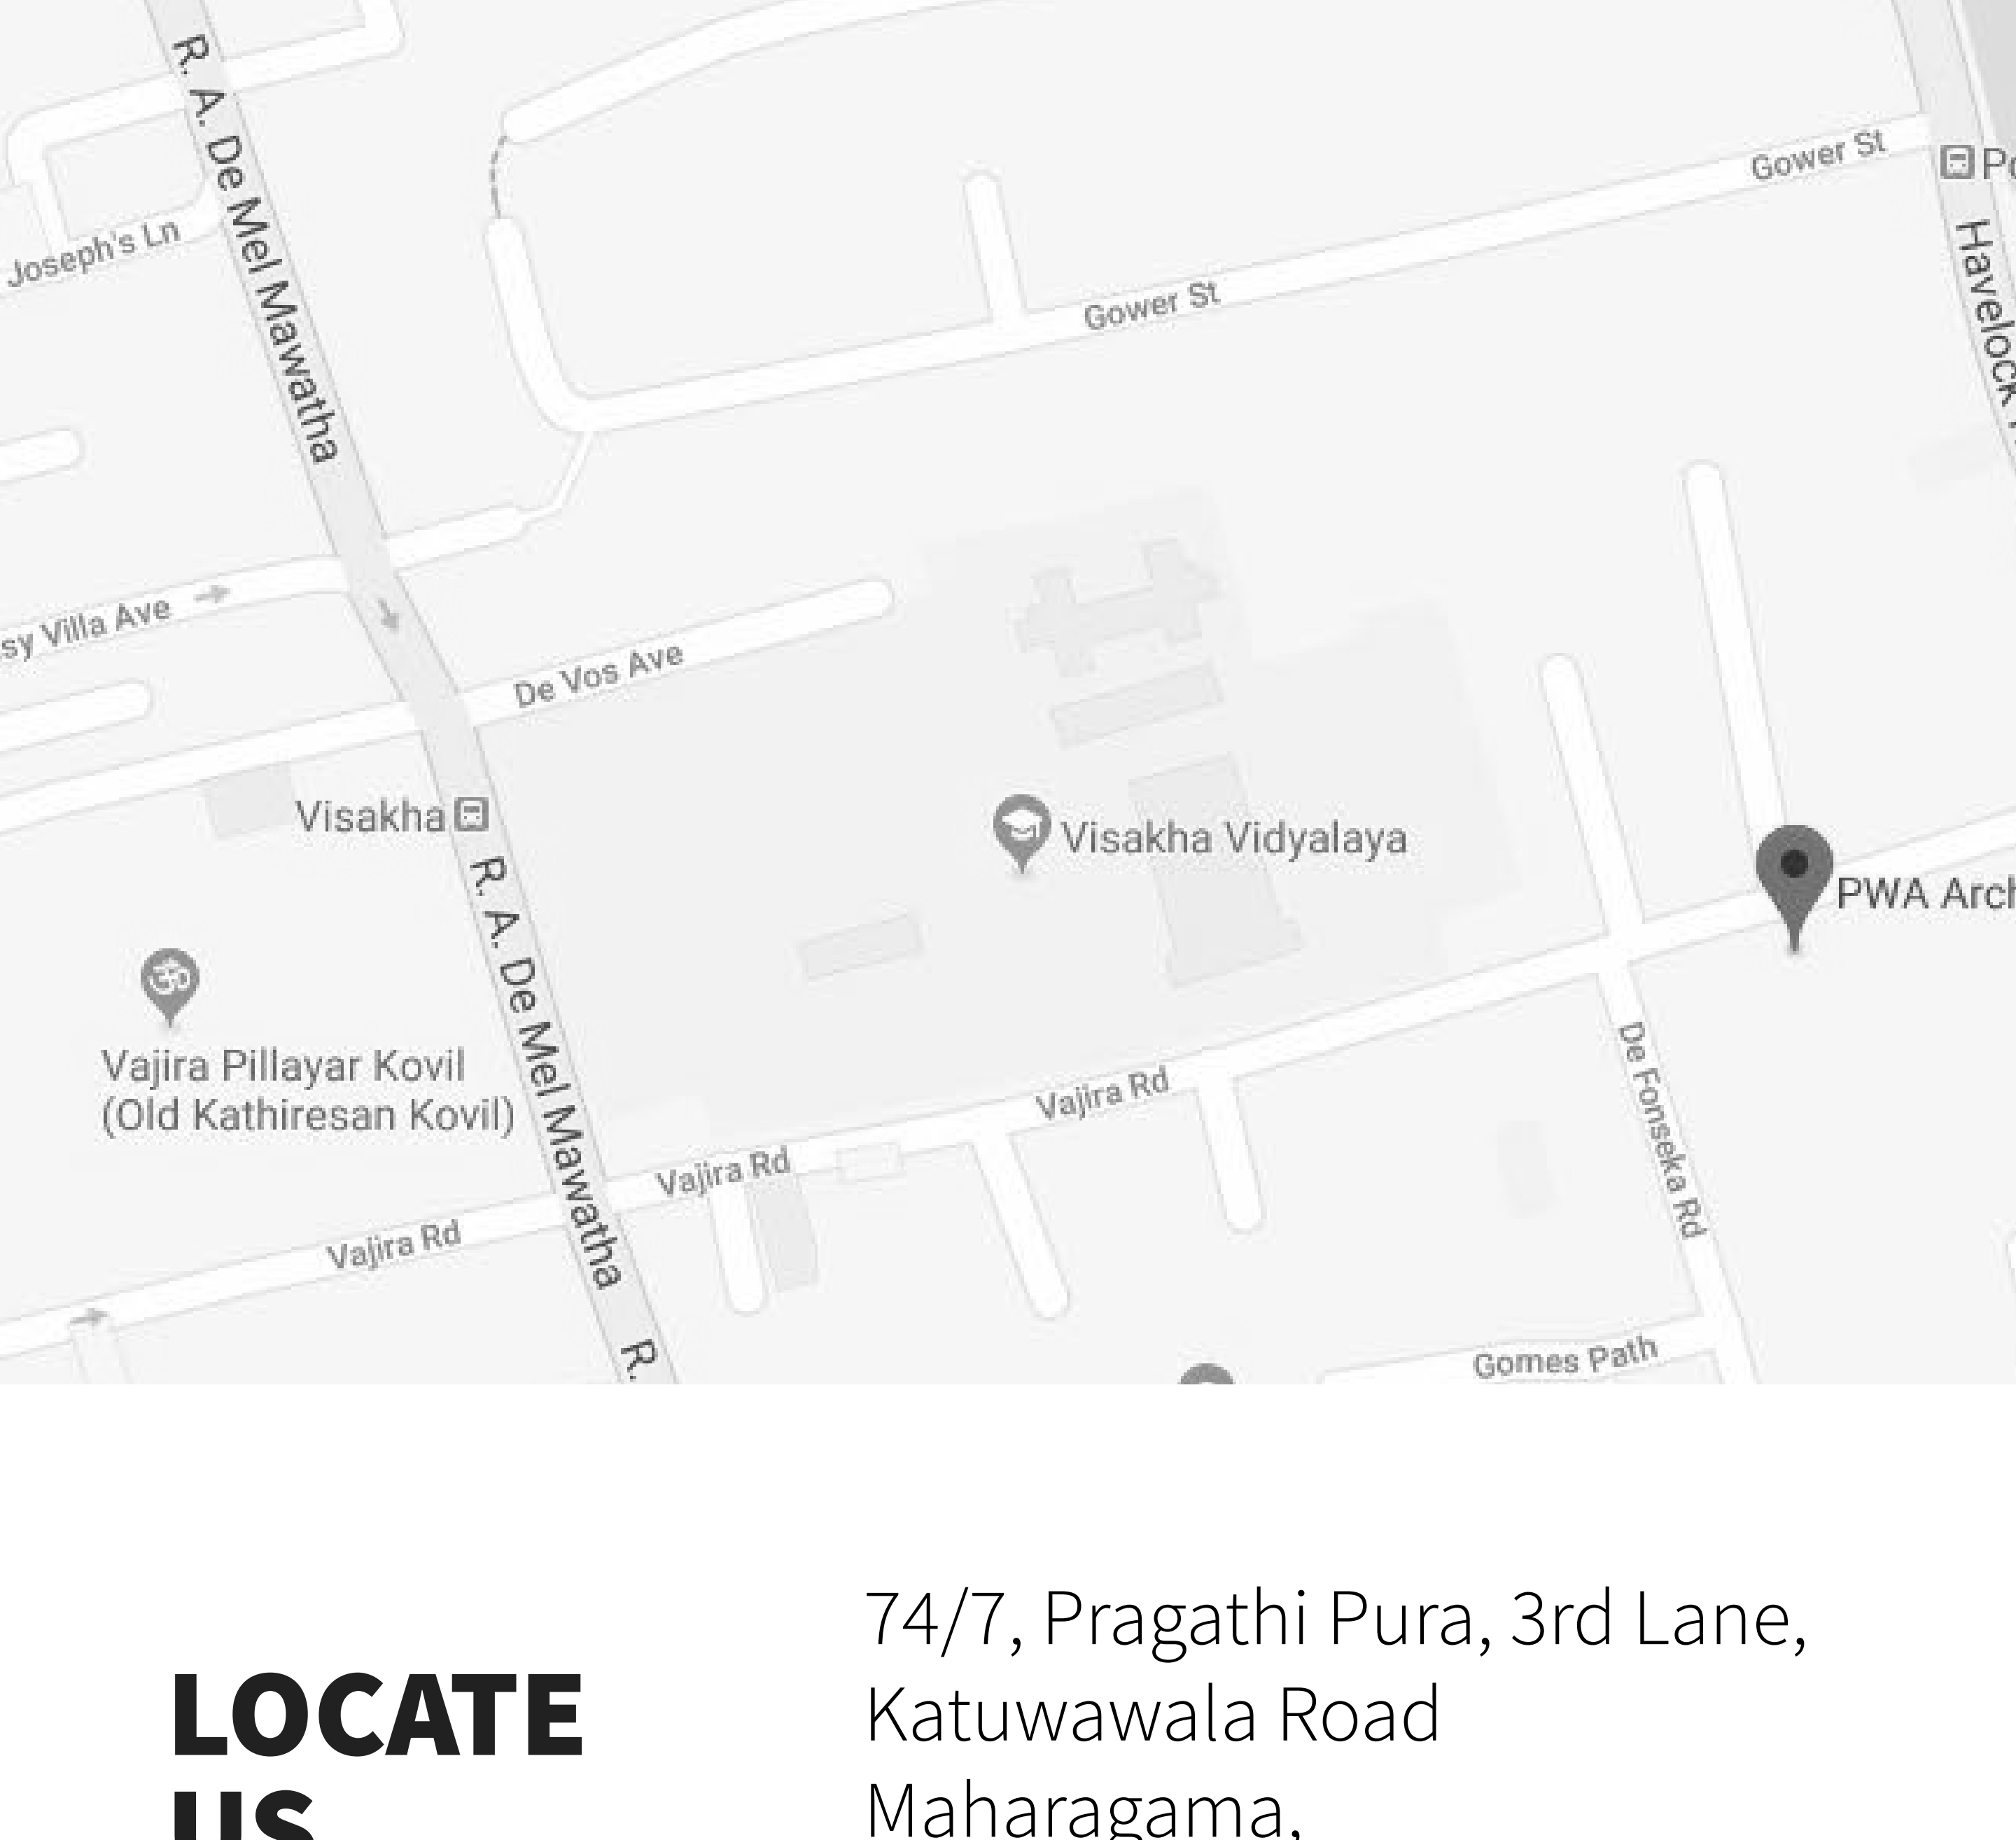 R. A. De Mel Mawatha
Gower St
Joseph's Ln
Havelock
Gower St
Villa Ave
De Vos Ave
Visakha
Visakha Vidyalaya
PWA
R. A. De Mel Mawatha
Vajira Pillayar Kovil
(Old Kathiresan Kovil)
De Fonseka Rd
Vajira Rd
Vajira Rd
Vajira Rd
R.
Gomes Path
LOCATE
US
74/7, Pragathi Pura, 3rd Lane,
Katuwawala Road
Maharagama,